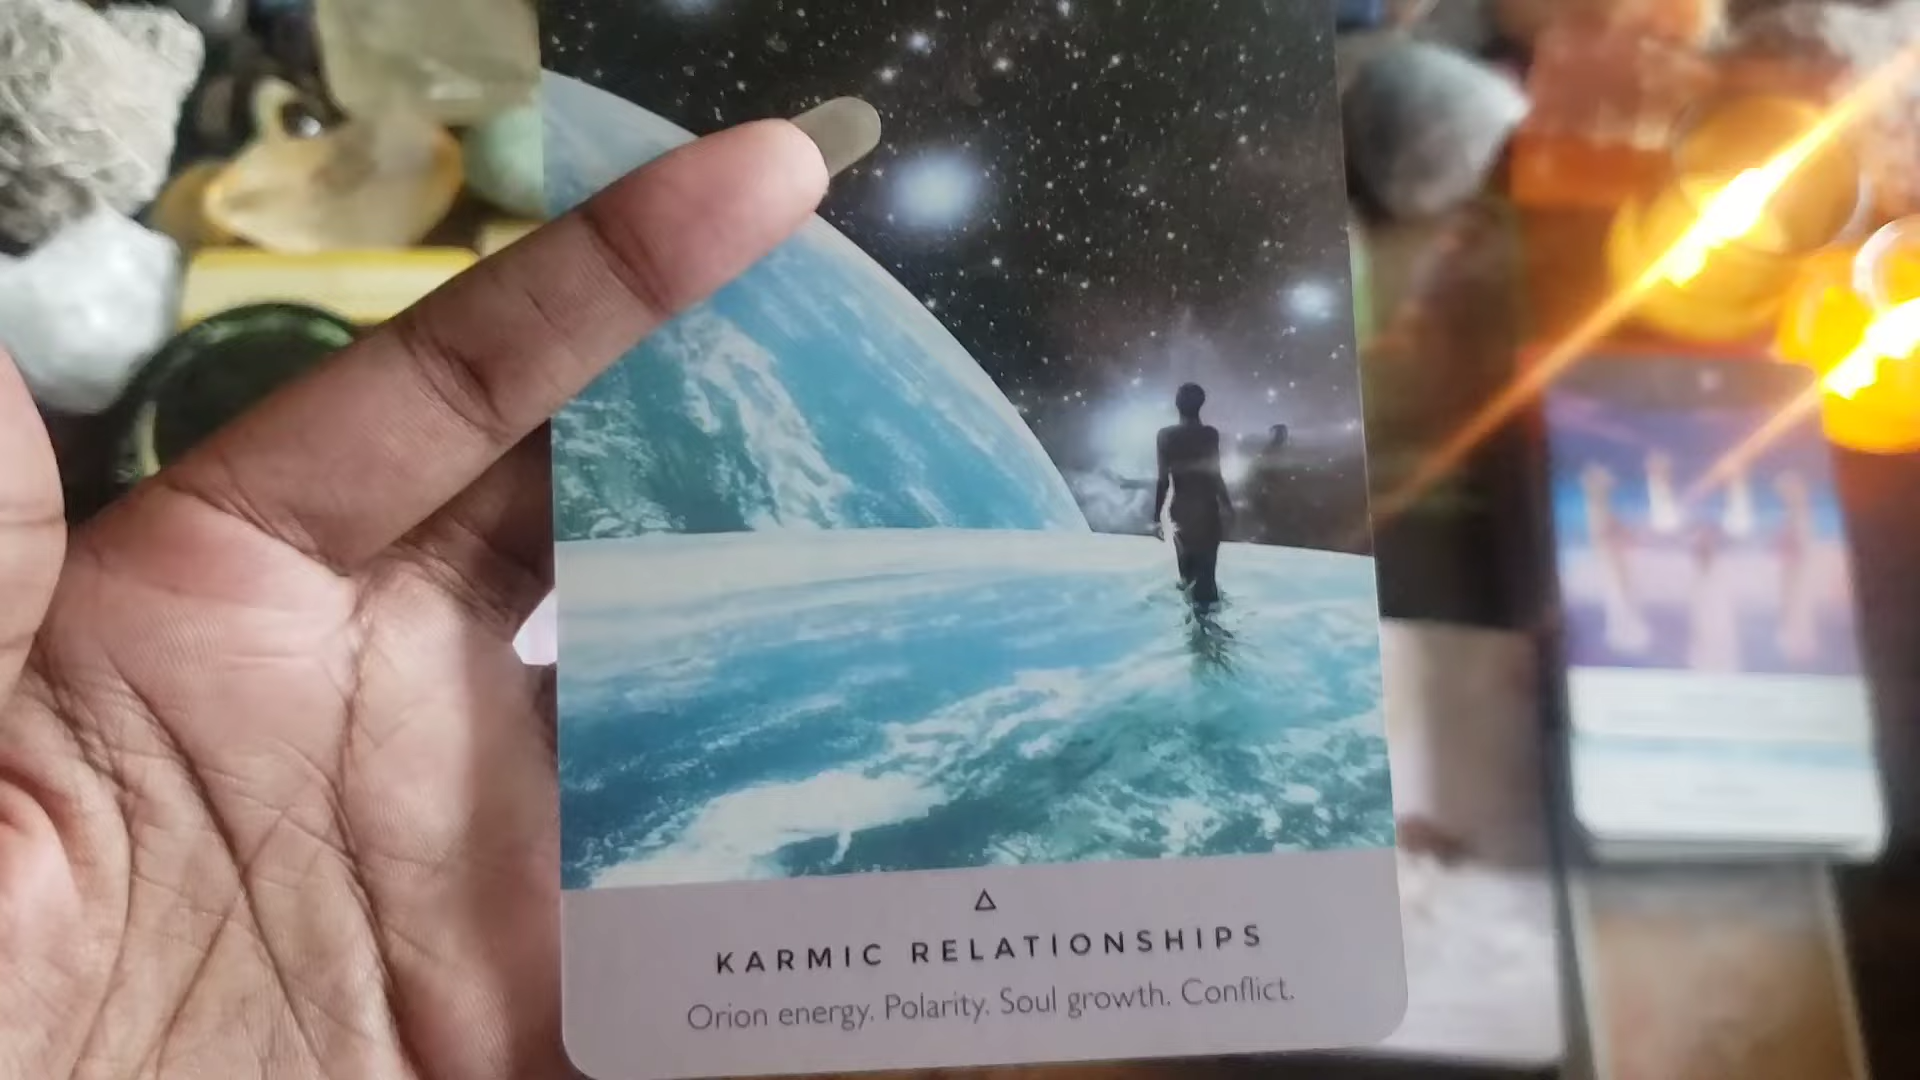 KARMIC RELATIONSHIPS
Orion energy. Polarity. Soul growth. Conflict.